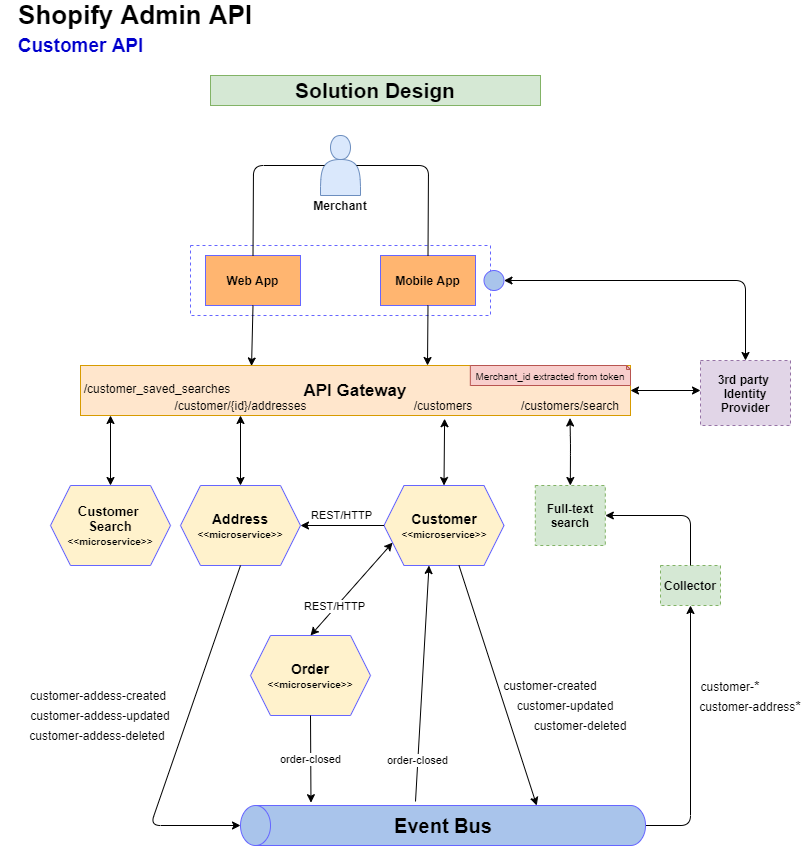 Shopify Admin API
Customer API
Solution Design
Merchant
Web App
Mobile App
Merchant_id extracted from token
/customer_saved_searches
API Gateway
/customer/{id}/addresses
/customers
/customers/search
3rd party
Identity
Provider
Customer
Search
<<microservice>>
Address
<<microservice>>
REST/HTTP
Customer
<<microservice>>
Full-text
search
Collector
REST/HTTP
Order
<<microservice>>
customer-addess-created
customer-addess-updated
customer-addess-deleted
customer-created
customer-updated
customer-deleted
customer-*
customer-address*
order-closed
order-closed
Event Bus